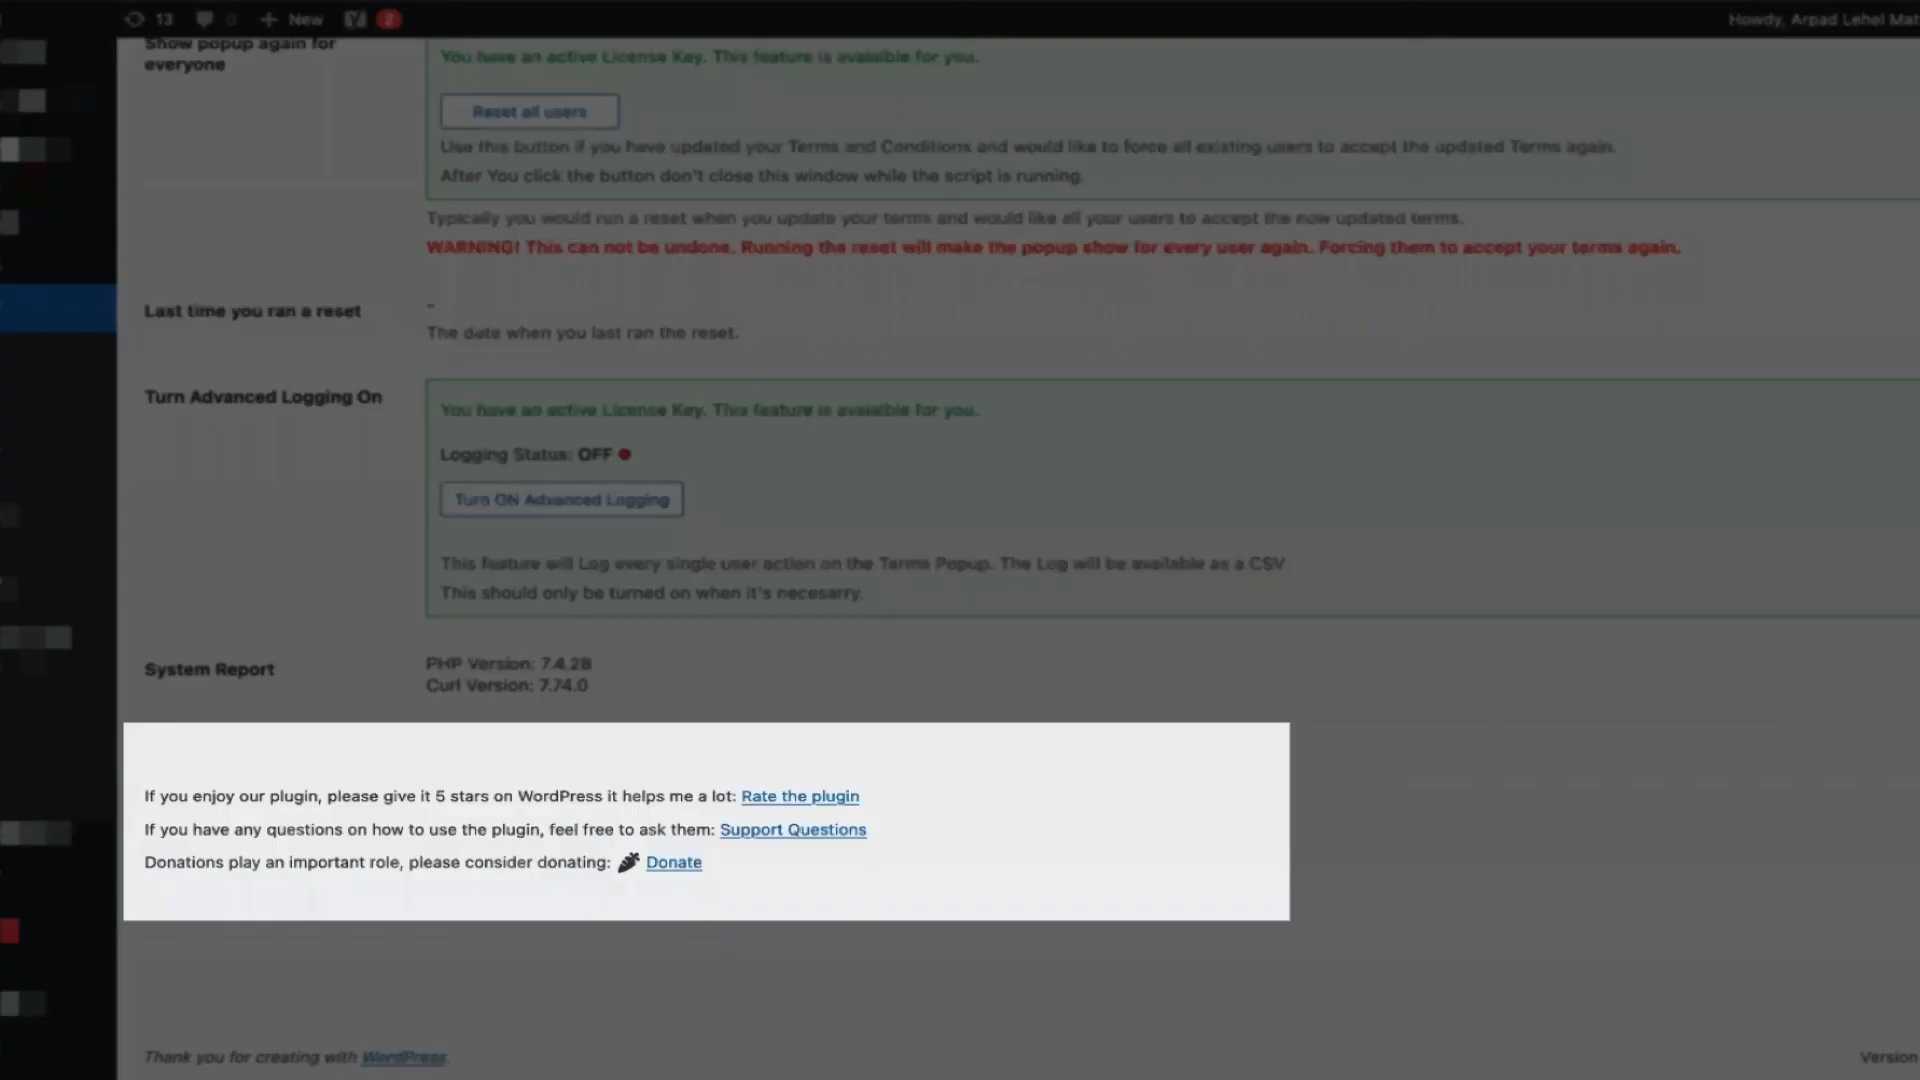 13 0 + New 2 Howdy, Arpad Lehel Mat
Show popup again for
everyone
You have an active License Key. This feature is avaialble for you.
Reset all users
Use this button if you have updated your Terms and Conditions and would like to force all existing users to accept the updated Terms again.
After You click the button don't close this window while the script is running.
Typically you would run a reset when you update your terms and would like all your users to accept the now updated terms.
WARNING! This can not be undone. Running the reset will make the popup show for every user again. Forcing them to accept your terms again.
Last time you ran a reset
-
The date when you last ran the reset.
Turn Advanced Logging On
You have an active License Key. This feature is avaialble for you.
Logging Status: OFF
Turn ON Advanced Logging
This feature will Log every single user action on the Terms Popup. The Log will be available as a CSV
This should only be turned on when it's necesarry.
System Report
PHP Version: 7.4.28
Curl Version: 7.74.0
If you enjoy our plugin, please give it 5 stars on WordPress it helps me a lot: Rate the plugin
If you have any questions on how to use the plugin, feel free to ask them: Support Questions
Donations play an important role, please consider donating: Donate
Thank you for creating with WordPress.
Version